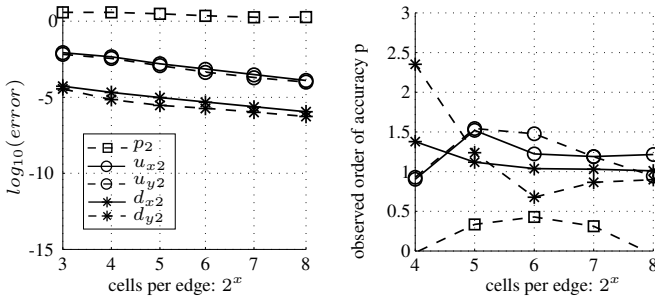 log10(error)
0
-5
-10
-15
3 4 5 6 7 8
cells per edge: 2^x
p2
ux2
uy2
dx2
dy2
observed order of accuracy p
3
2.5
2
1.5
1
0.5
0
4 5 6 7 8
cells per edge: 2^x